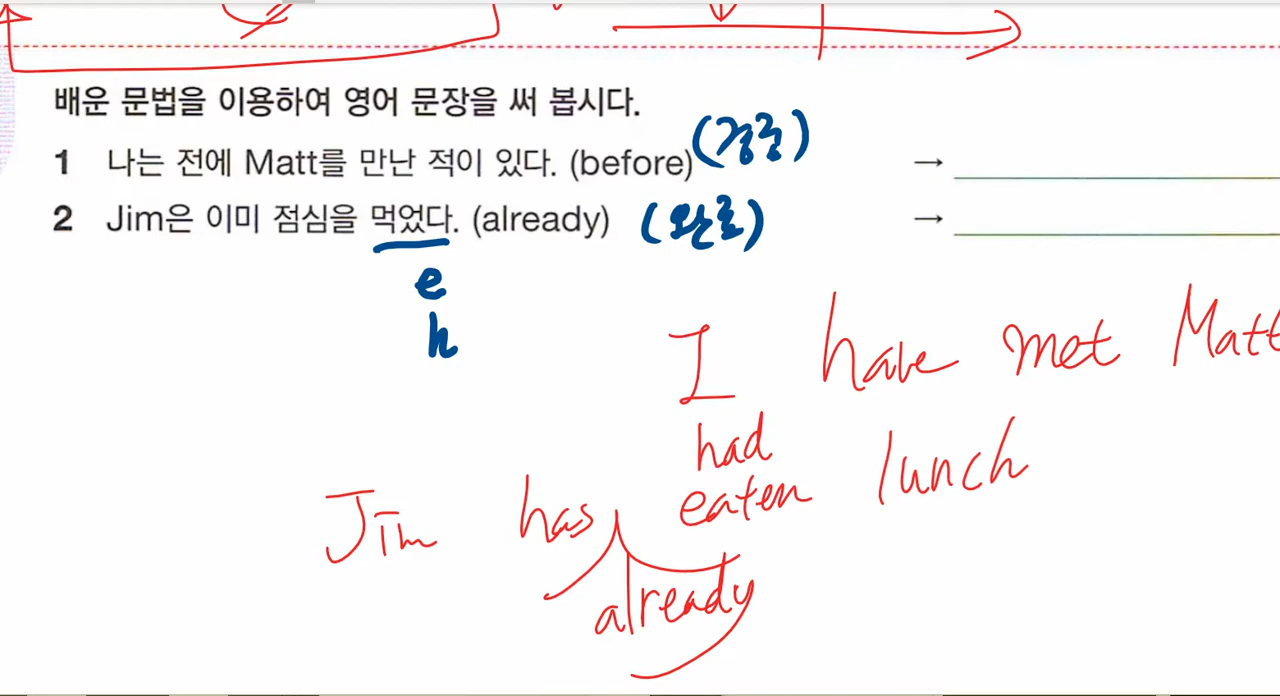 배운 문법을 이용하여 영어 문장을 써 봅시다.
1 나는 전에 Matt를 만난 적이 있다. (before) (경험) →
2 Jim은 이미 점심을 먹었다. (already) (완료) →
e
h
I have met Matt
had
Jim has eaten lunch
already